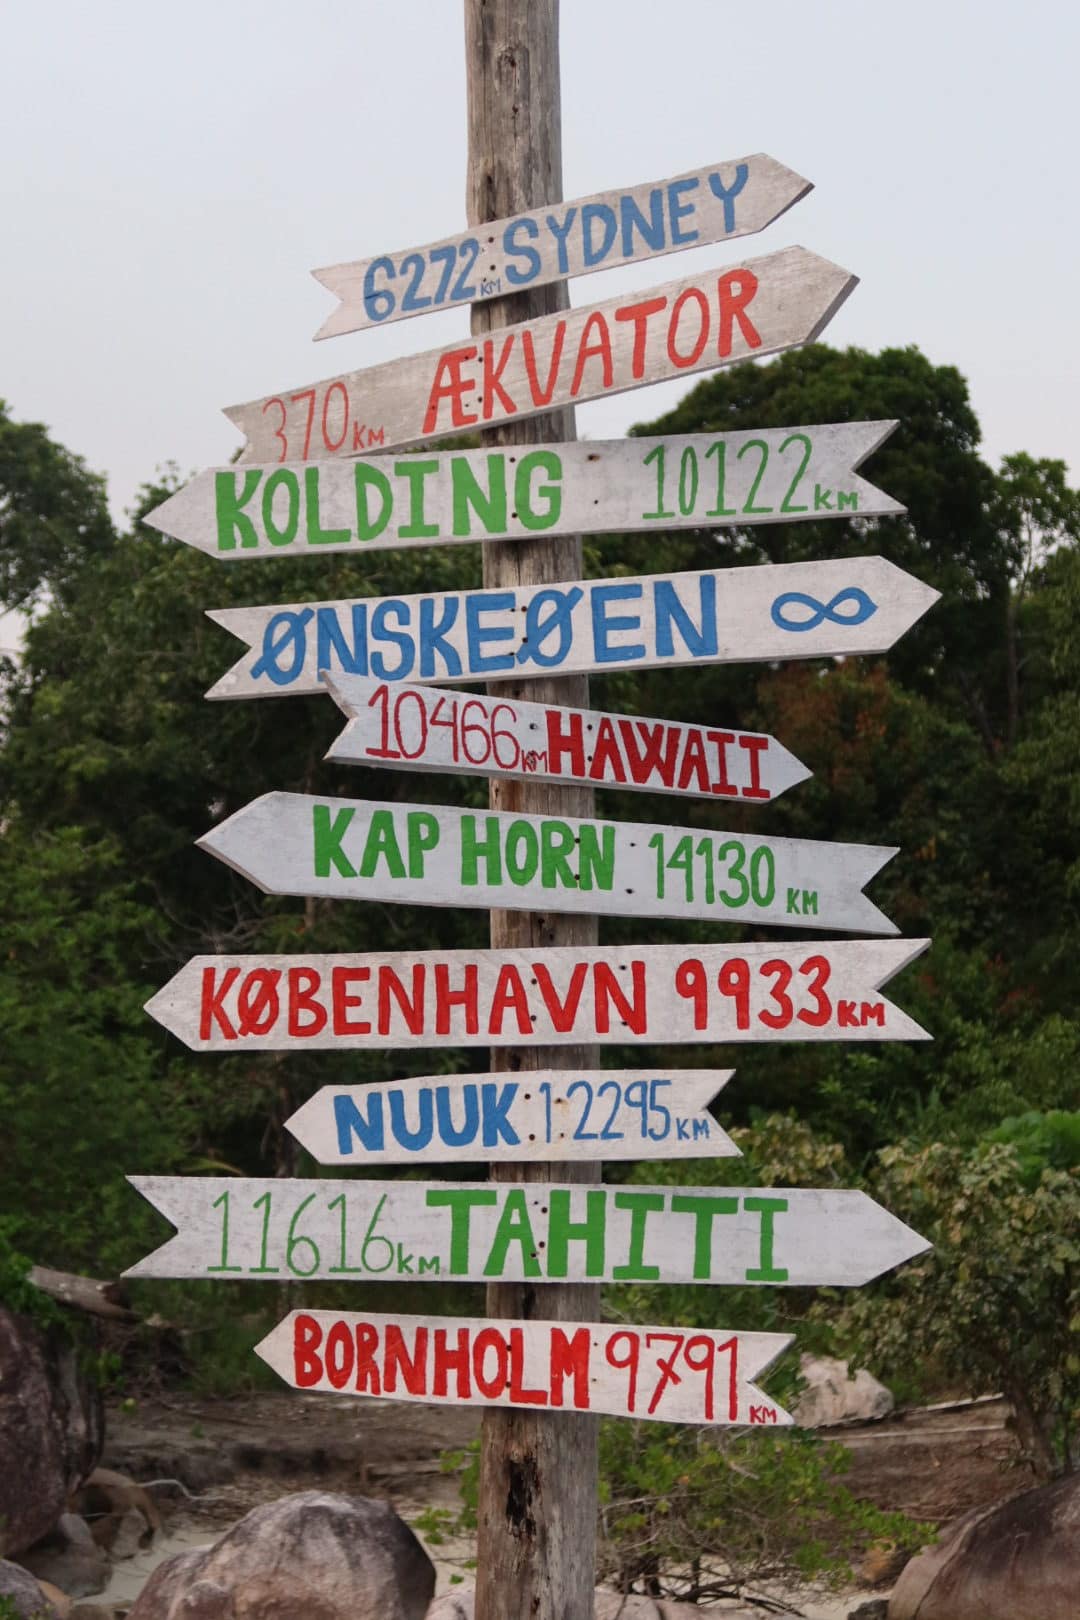 6272 KM SYDNEY
370 KM ÆKVATOR
KOLDING 10122 KM
ØNSKEØEN ∞
10466 KM HAWAII
KAP HORN 14130 KM
KØBENHAVN 9933 KM
NUUK 12295 KM
11616 KM TAHITI
BORNHOLM 9791 KM